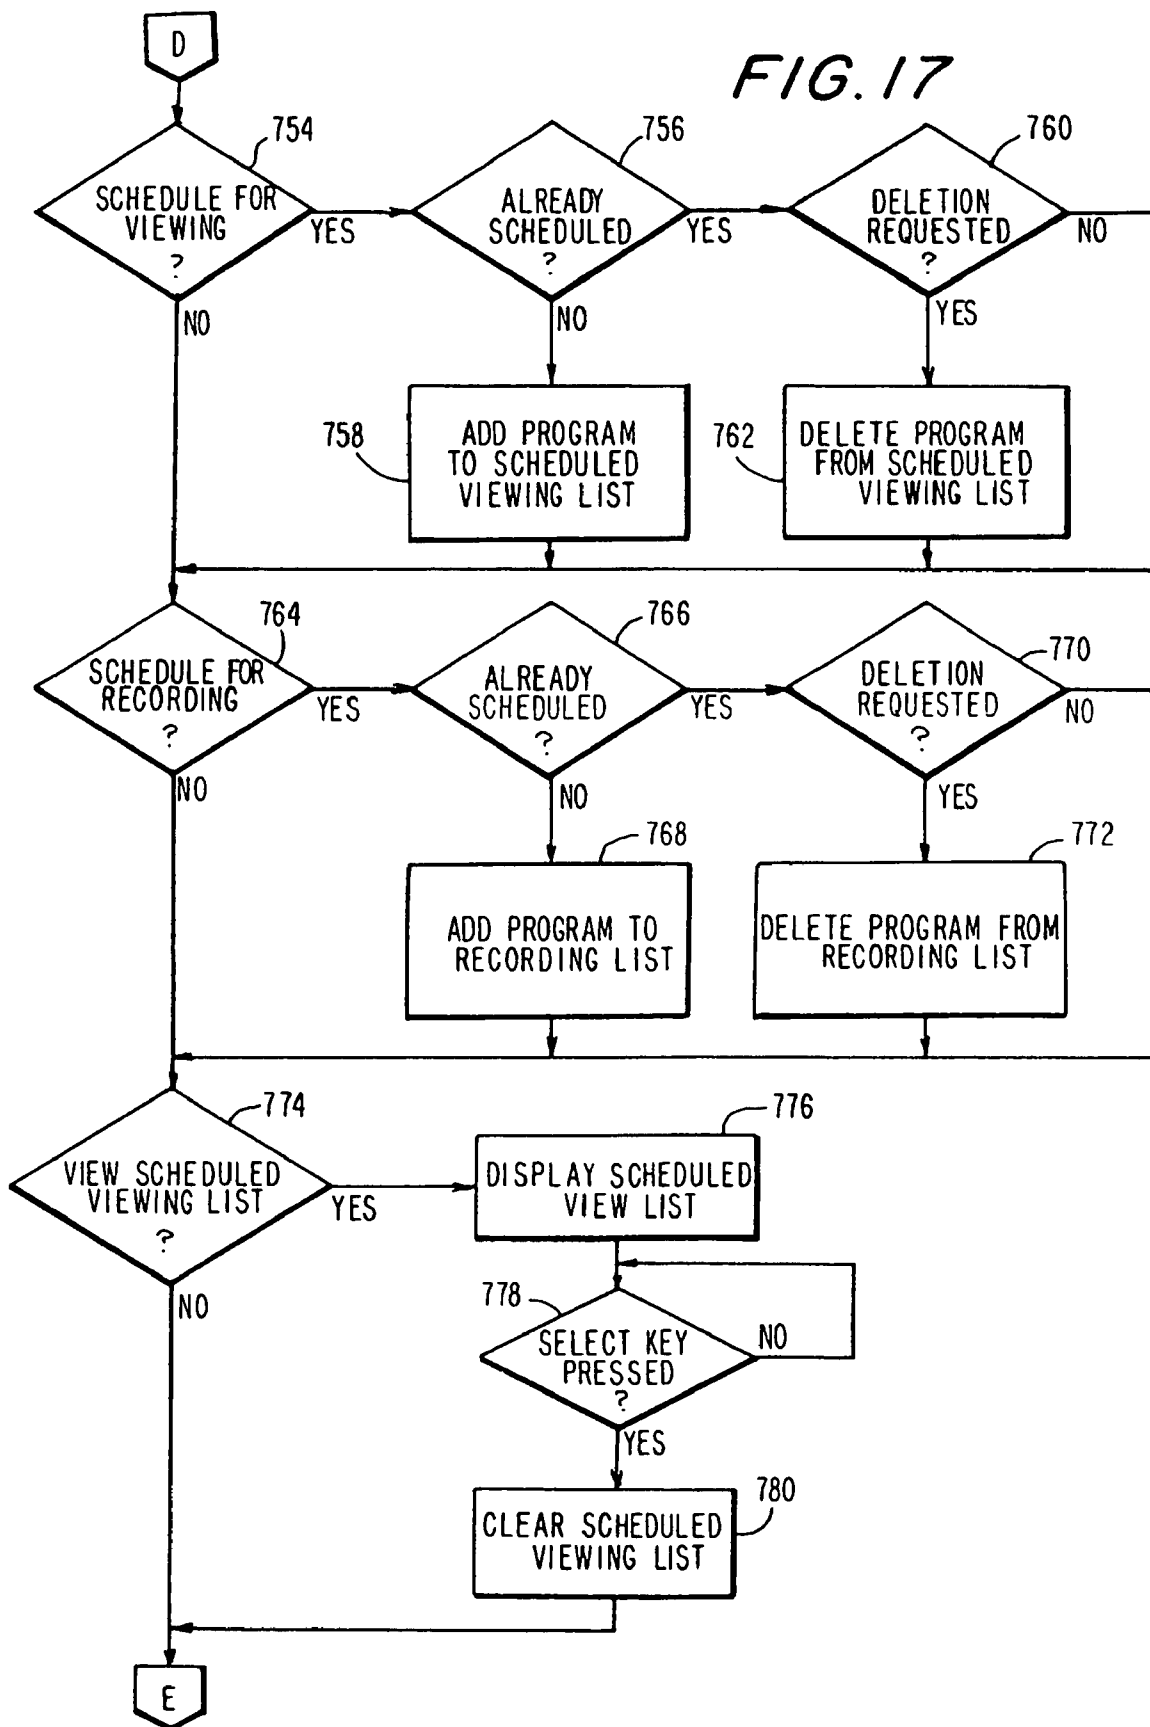 D
FIG. 17
754
756
760
SCHEDULE FOR
VIEWING
?
YES
NO
ALREADY
SCHEDULED
?
YES
NO
DELETION
REQUESTED
?
NO
YES
758
ADD PROGRAM
TO SCHEDULED
VIEWING LIST
762
DELETE PROGRAM
FROM SCHEDULED
VIEWING LIST
764
766
770
SCHEDULE FOR
RECORDING
?
YES
NO
ALREADY
SCHEDULED
?
YES
NO
DELETION
REQUESTED
?
NO
YES
768
ADD PROGRAM TO
RECORDING LIST
772
DELETE PROGRAM FROM
RECORDING LIST
774
VIEW SCHEDULED
VIEWING LIST
?
YES
NO
776
DISPLAY SCHEDULED
VIEW LIST
778
SELECT KEY
PRESSED
?
NO
YES
780
CLEAR SCHEDULED
VIEWING LIST
E